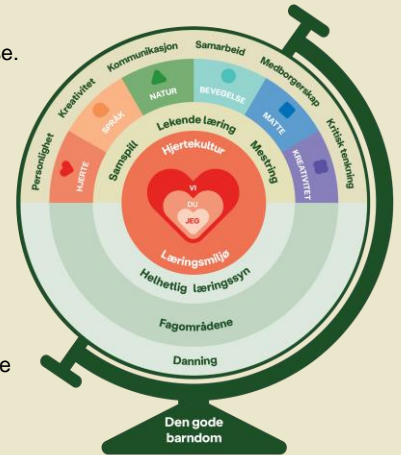 se.
Personlighet
Kreativitet
Kommunikasjon
Samarbeid
Medborgerskap
Kritisk tenkning
HJERTE
SPRÅK
NATUR
BEVEGELSE
MATTE
KREATIVITET
Samspill
Lekende læring
Mestring
Hjertekultur
VI
DU
JEG
Læringsmiljø
Helhetlig læringssyn
Fagområdene
Danning
e
Den gode
barndom